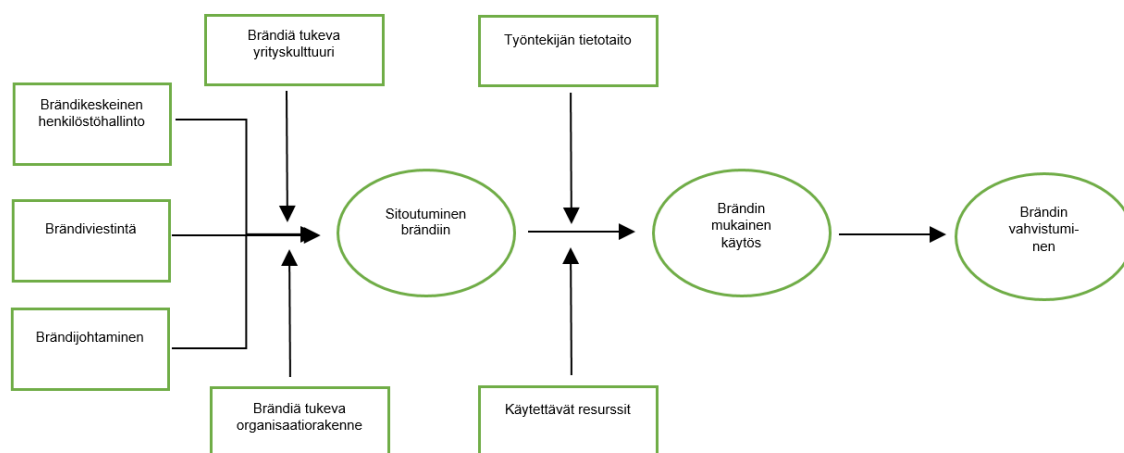 Brändiä tukeva
yrityskulttuuri
Työntekijän tietotaito
Brändikeskeinen
henkilöstöhallinto
Brändiviestintä
Sitoutuminen
brändiin
Brändin
mukainen
käytös
Brändin
vahvistumi-
nen
Brändijohtaminen
Brändiä tukeva
organisaatiorakenne
Käytettävät resurssit